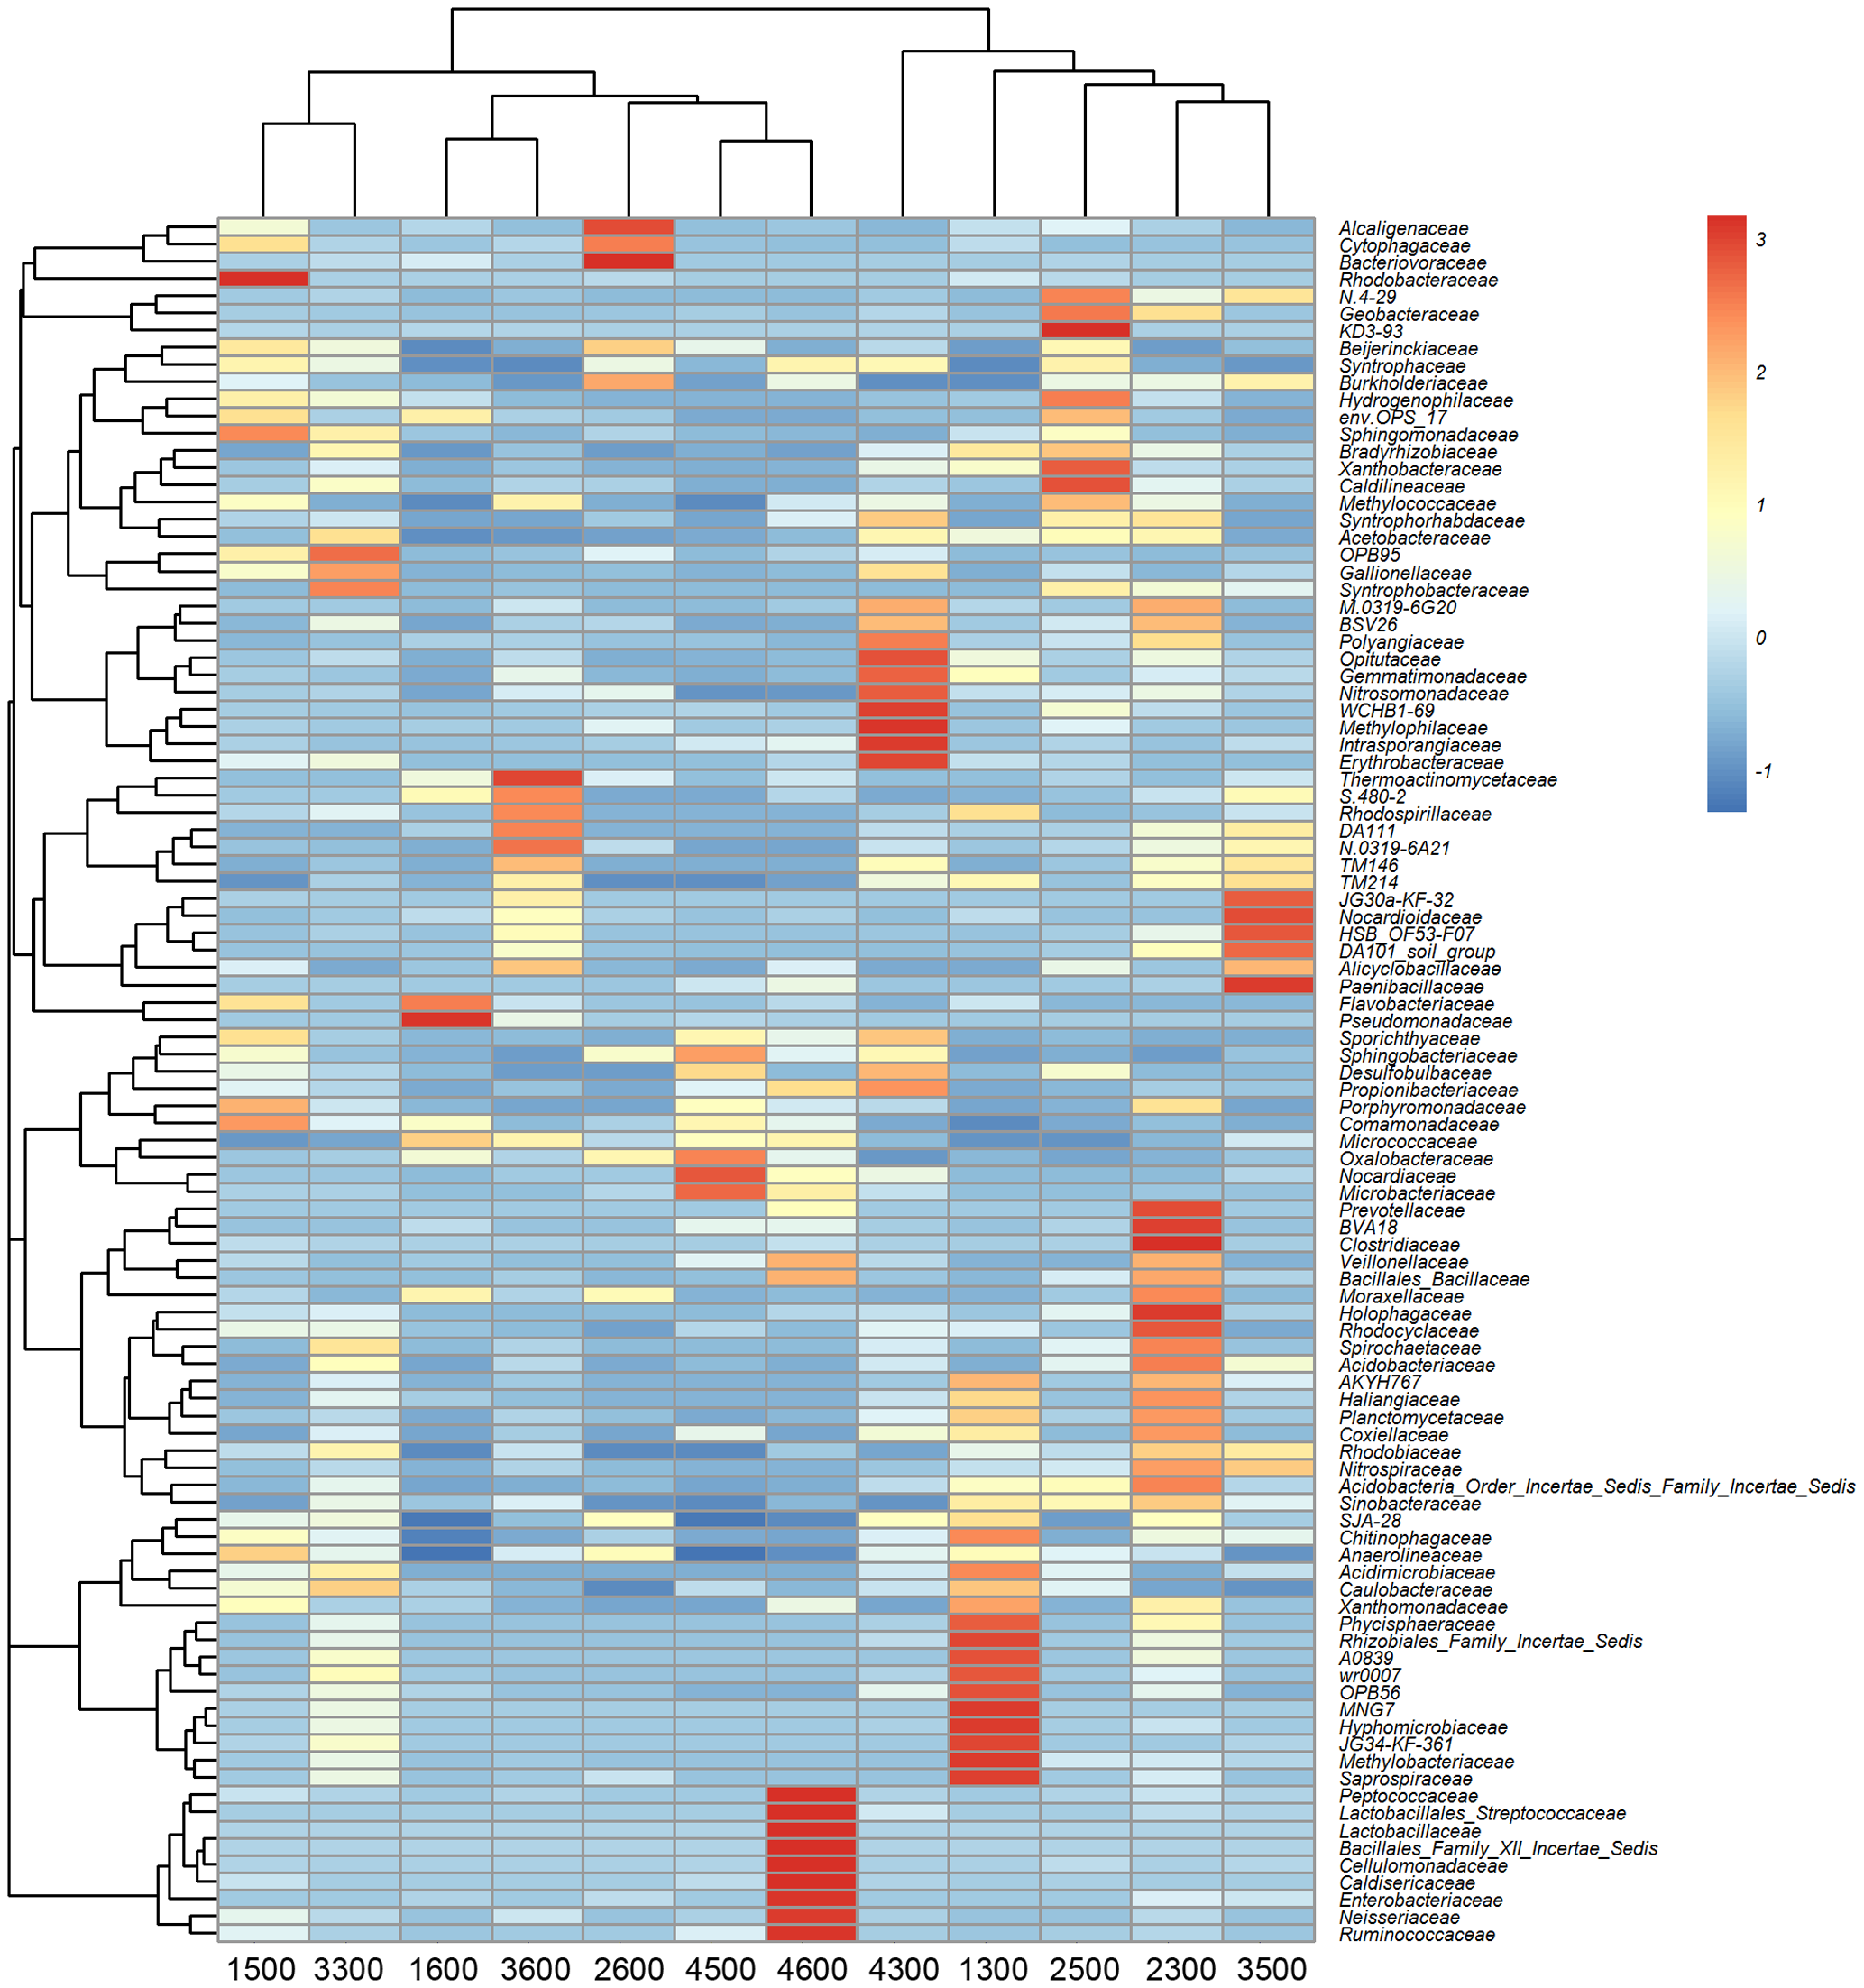 Alcaligenaceae
Cytophagaceae
Bacteriovoraceae
Rhodobacteraceae
N.4-29
Geobacteraceae
KD3-93
Beijerinckiaceae
Syntrophaceae
Burkholderiaceae
Hydrogenophilaceae
env.OPS_17
Sphingomonadaceae
Bradyrhizobiaceae
Xanthobacteraceae
Caldilineaceae
Methylococcaceae
Syntrophorhabdaceae
Acetobacteraceae
OPB95
Gallionellaceae
Syntrophobacteraceae
M.0319-6G20
BSV26
Polyangiaceae
Opitutaceae
Gemmatimonadaceae
Nitrosomonadaceae
WCHB1-69
Methylophilaceae
Intrasporangiaceae
Erythrobacteraceae
Thermoactinomycetaceae
S.480-2
Rhodospirillaceae
DA111
N.0319-6A21
TM146
TM214
JG30a-KF-32
Nocardioidaceae
HSB_OF53-F07
DA101_soil_group
Alicyclobacillaceae
Paenibacillaceae
Flavobacteriaceae
Pseudomonadaceae
Sporichthyaceae
Sphingobacteriaceae
Desulfobulbaceae
Propionibacteriaceae
Porphyromonadaceae
Comamonadaceae
Micrococcaceae
Oxalobacteraceae
Nocardiaceae
Microbacteriaceae
Prevotellaceae
BVA18
Clostridiaceae
Veillonellaceae
Bacillales_Bacillaceae
Moraxellaceae
Holophagaceae
Rhodocyclaceae
Spirochaetaceae
Acidobacteriaceae
AKYH767
Haliangiaceae
Planctomycetaceae
Coxiellaceae
Rhodobiaceae
Nitrospiraceae
Acidobacteria_Order_Incertae_Sedis_Family_Incertae_Sedis
Sinobacteraceae
SJA-28
Chitinophagaceae
Anaerolineaceae
Acidimicrobiaceae
Caulobacteraceae
Xanthomonadaceae
Phycisphaeraceae
Rhizobiales_Family_Incertae_Sedis
A0839
wr0007
OPB56
MNG7
Hyphomicrobiaceae
JG34-KF-361
Methylobacteriaceae
Saprospiraceae
Peptococcaceae
Lactobacillales_Streptococcaceae
Lactobacillaceae
Bacillales_Family_XII_Incertae_Sedis
Cellulomonadaceae
Caldisericaceae
Enterobacteriaceae
Neisseriaceae
Ruminococcaceae
3
2
1
0
-1
1500 3300 1600 3600 2600 4500 4600 4300 1300 2500 2300 3500